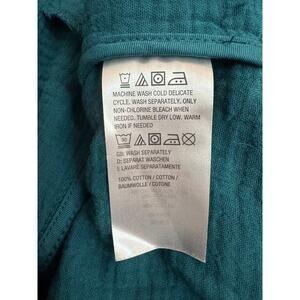 MACHINE WASH COLD DELICATE
CYCLE, WASH SEPARATELY, ONLY
NON-CHLORINE BLEACH WHEN
NEEDED, TUMBLE DRY LOW. WARM
IRON IF NEEDED
GB: WASH SEPARATELY
D: SEPARAT WASCHEN
I: LAVARE SEPARATAMENTE
100% COTTON / COTTON /
BAUMWOLLE / COTONE